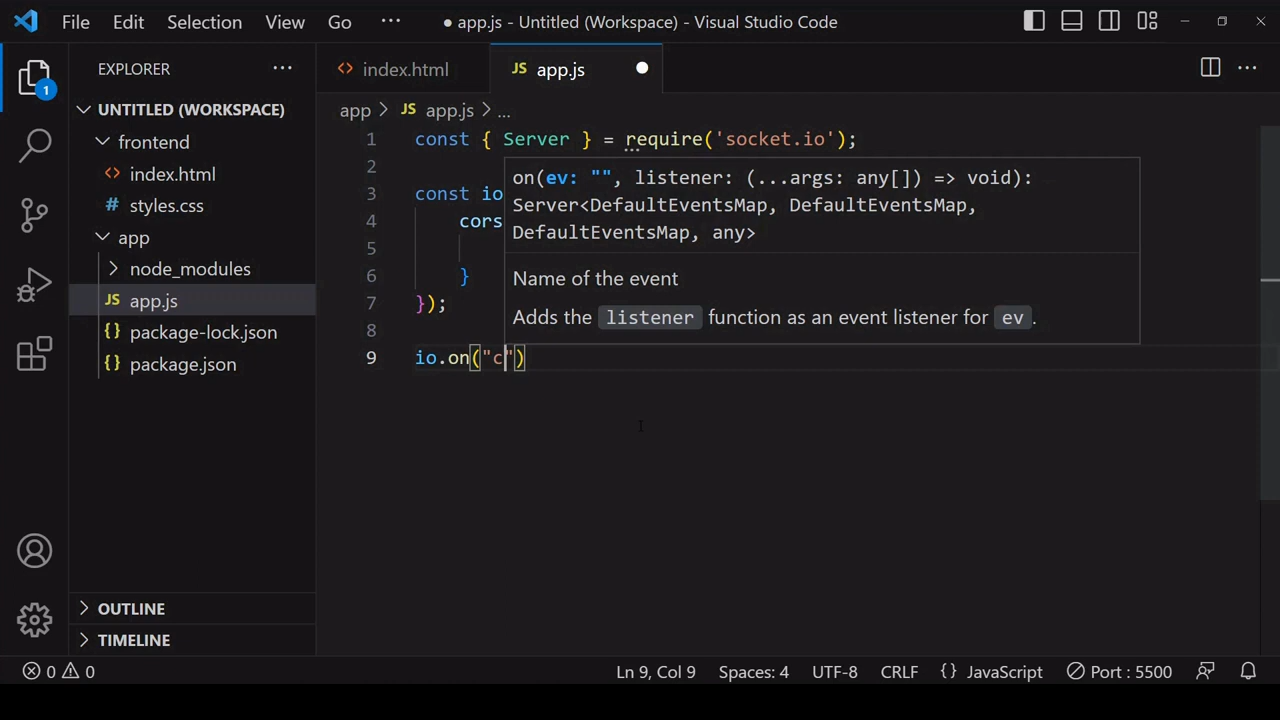 File Edit Selection View Go ··· ● app.js - Untitled (Workspace) - Visual Studio Code
EXPLORER ···
1
UNTITLED (WORKSPACE)
frontend
<> index.html
# styles.css
app
node_modules
JS app.js
{} package-lock.json
{} package.json
OUTLINE
TIMELINE
<> index.html
JS app.js ●
···
app > JS app.js > ...
1 const { Server } = require('socket.io');
2
3 const io
4 cors
5
6 }
7 });
8
9 io.on("c")
on(ev: "", listener: (...args: any[]) => void):
Server<DefaultEventsMap, DefaultEventsMap,
DefaultEventsMap, any>
Name of the event
Adds the listener function as an event listener for ev.
0 0 Ln 9, Col 9 Spaces: 4 UTF-8 CRLF {} JavaScript Port : 5500